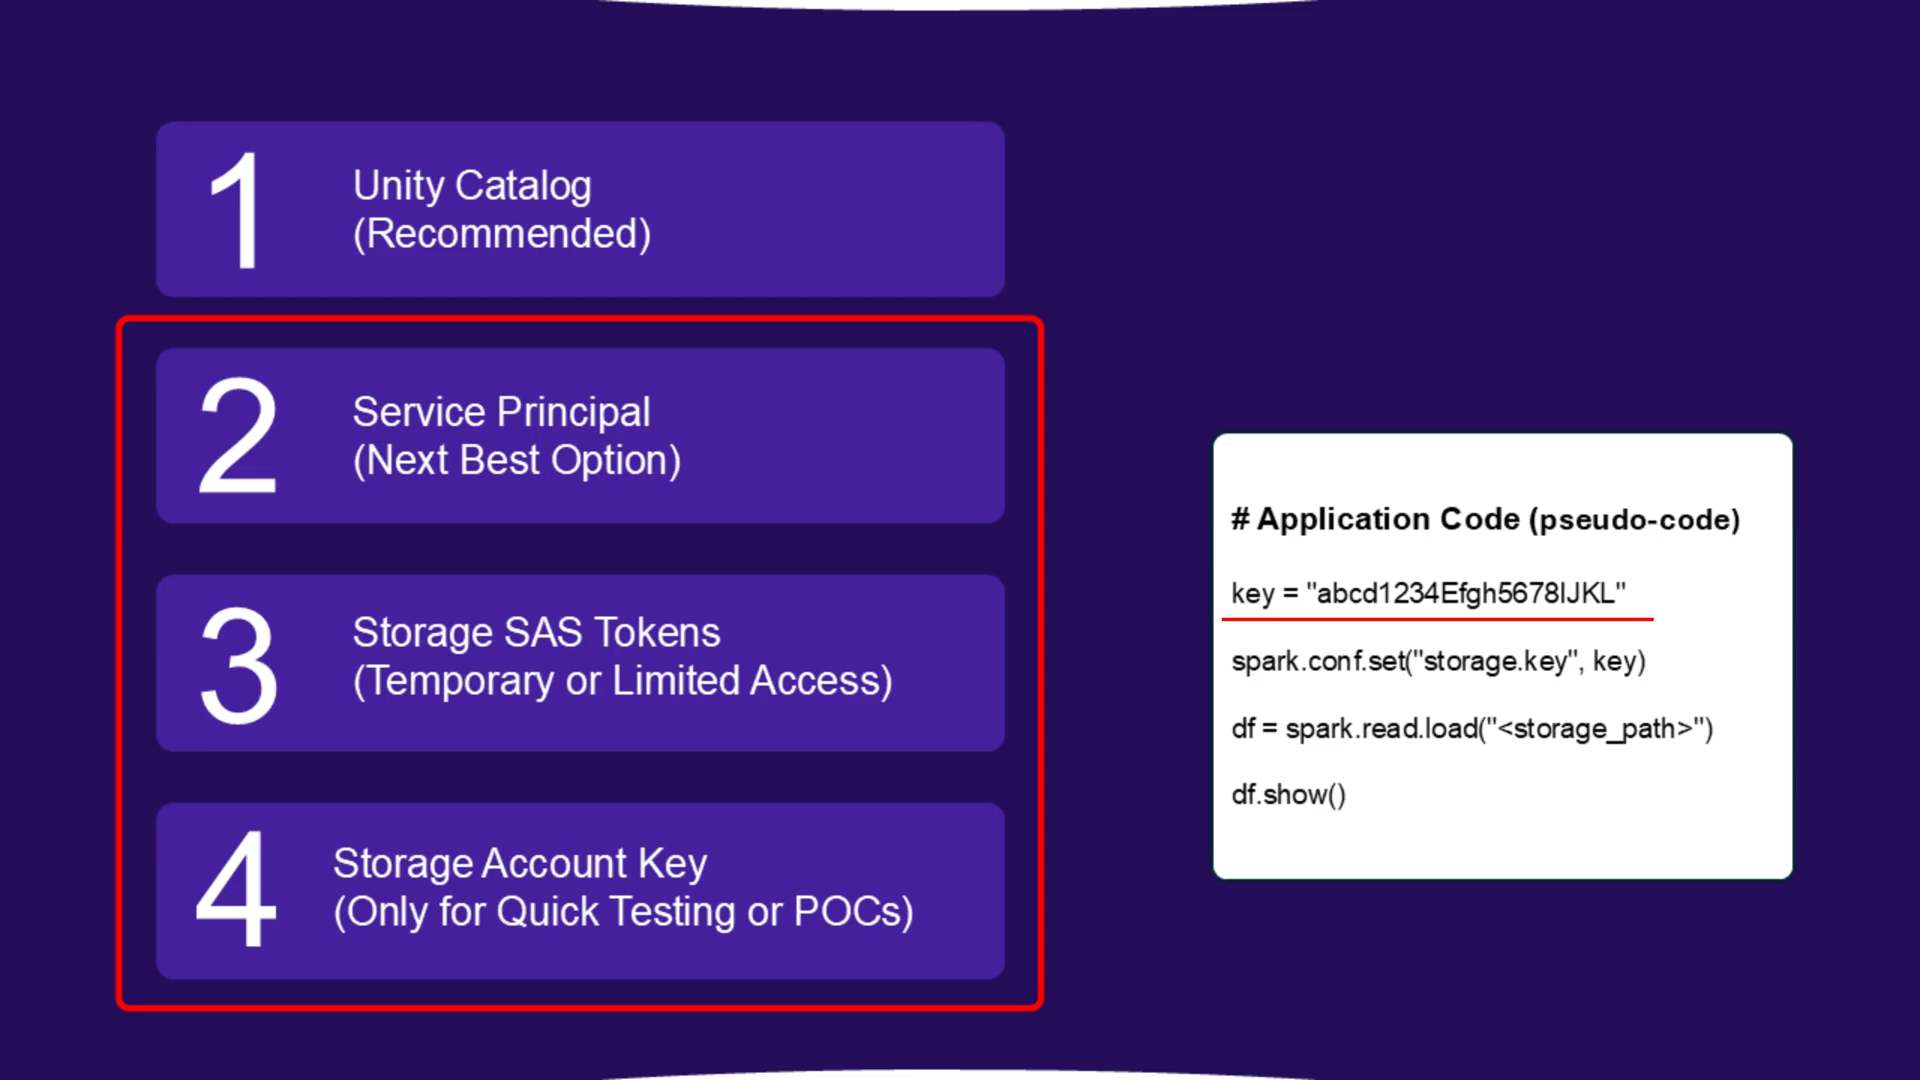 1
Unity Catalog
(Recommended)
2
Service Principal
(Next Best Option)
3
Storage SAS Tokens
(Temporary or Limited Access)
4
Storage Account Key
(Only for Quick Testing or POCs)
# Application Code (pseudo-code)
key = "abcd1234Efgh5678IJKL"
spark.conf.set("storage.key", key)
df = spark.read.load("<storage_path>")
df.show()